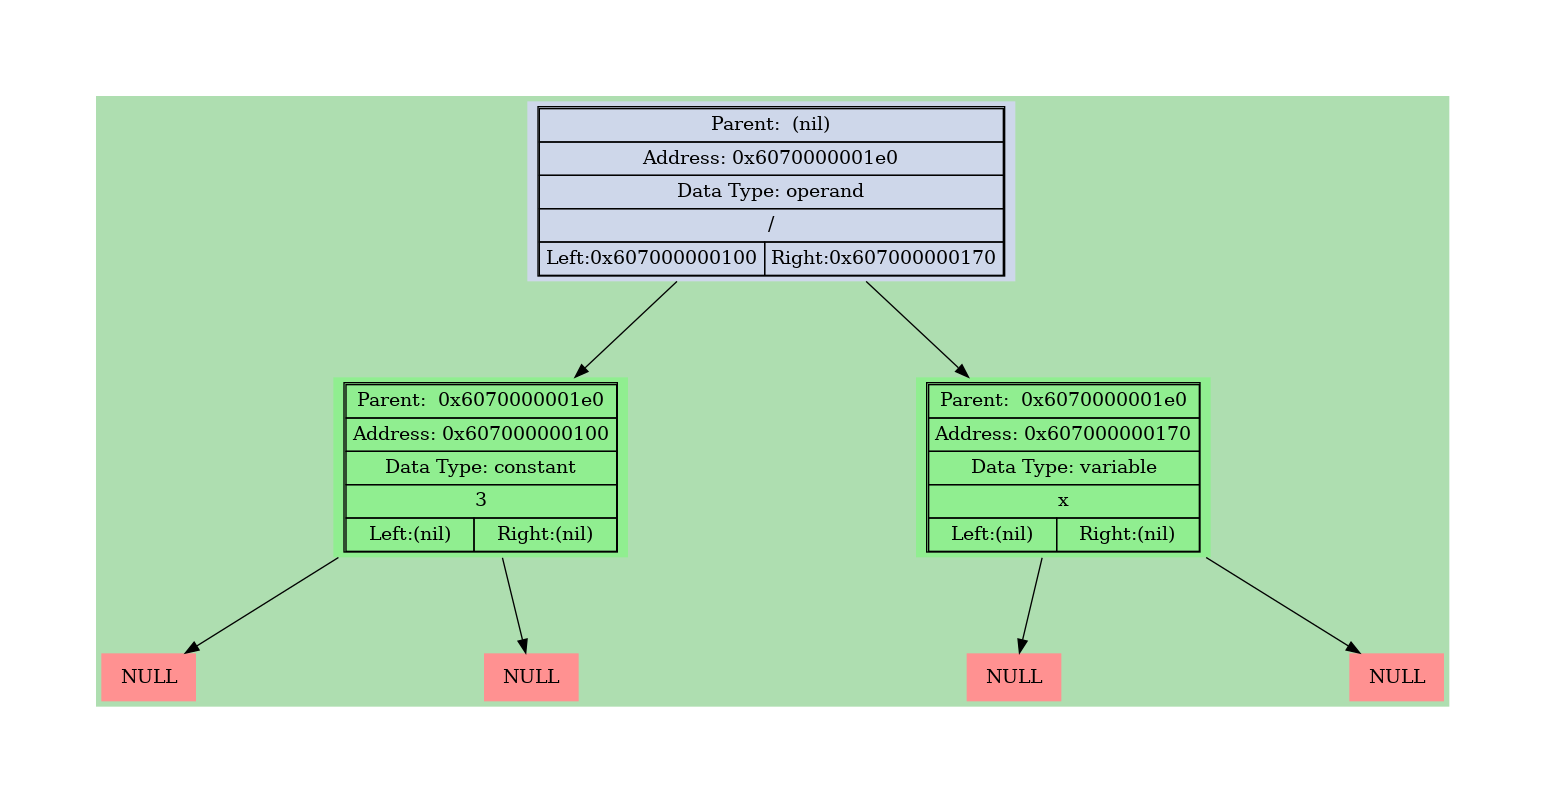 Parent:  (nil)
Address: 0x6070000001e0
Data Type: operand
/
Left:0x607000000100 Right:0x607000000170
Parent:  0x6070000001e0
Address: 0x607000000100
Data Type: constant
3
Left:(nil) Right:(nil)
Parent:  0x6070000001e0
Address: 0x607000000170
Data Type: variable
x
Left:(nil) Right:(nil)
NULL
NULL
NULL
NULL